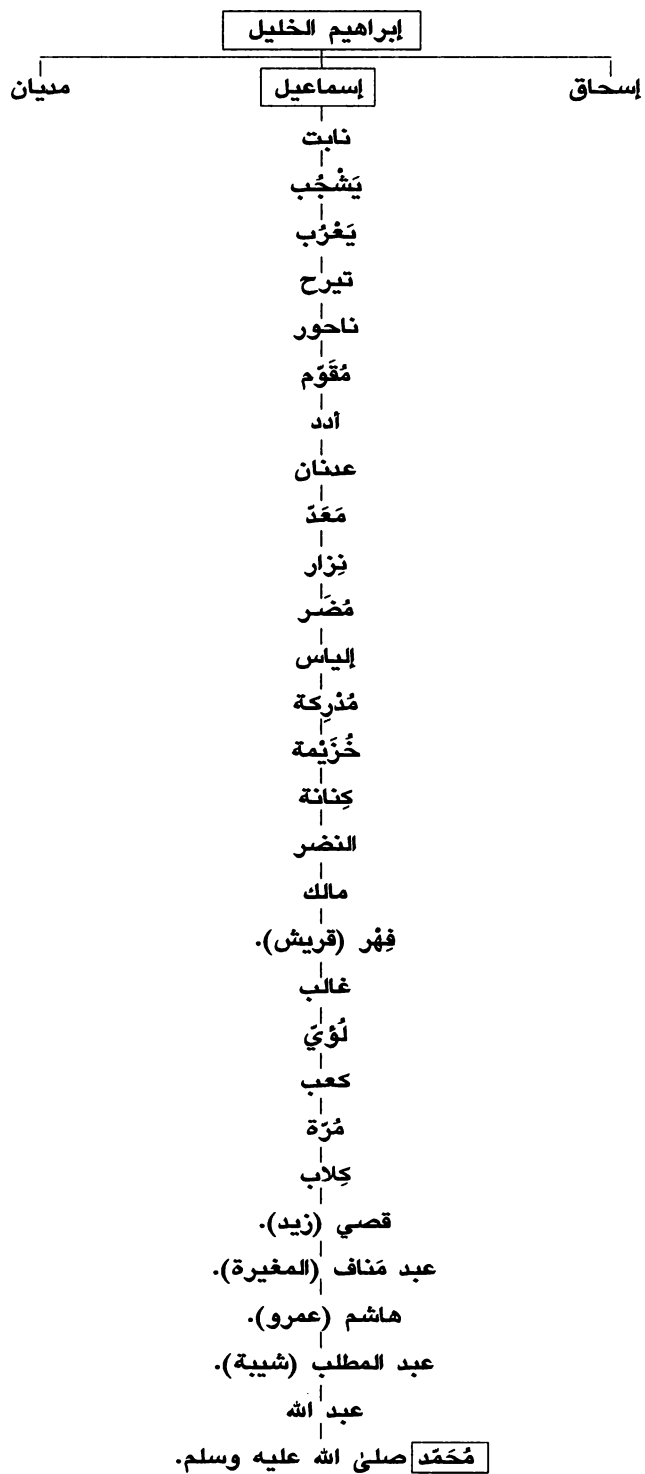 إبراهيم الخليل
إسحاق إسماعيل مديان
نابت
يَشْجُب
يَعْرُب
تيرح
ناحور
مُقَوّم
أدد
عدنان
مَعَدّ
نِزار
مُضَر
إلياس
مُدْرِكة
خُزَيْمة
كِنانة
النضر
مالك
فِهْر (قريش).
غالب
لُؤيّ
كعب
مُرّة
كِلاب
قصي (زيد).
عبد مَناف (المغيرة).
هاشم (عمرو).
عبد المطلب (شيبة).
عبد الله
مُحَمّد صلىٰ الله عليه وسلم.